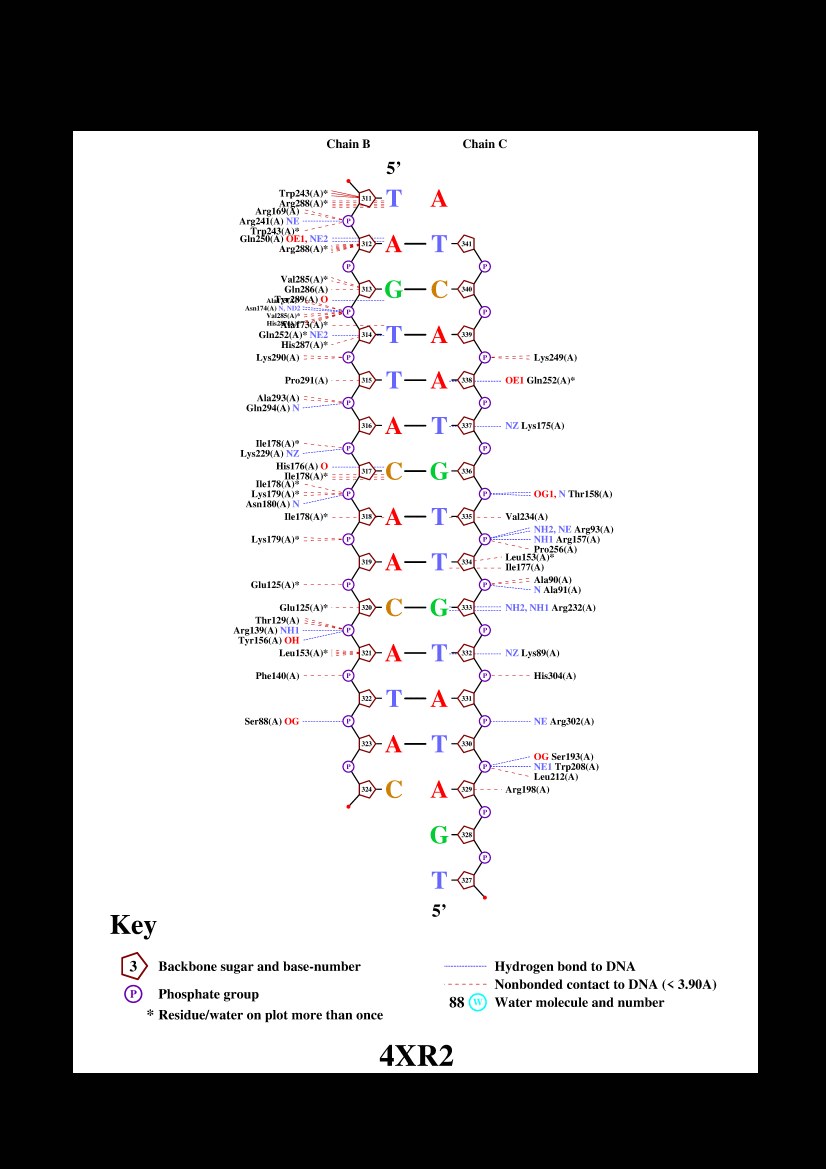 Chain B Chain C
5’
Trp243(A)*
311 T A
Arg288(A)*
Arg169(A)
Arg241(A) NE P
Trp243(A)*
Gln250(A) OE1, NE2
312 A T 341
Arg288(A)*
P P
Val285(A)*
Gln286(A) 313 G C 340
Tyr289(A) O
Asn174(A) N, ND2 P P
Val285(A)*
Ala173(A)*
Gln252(A)* NE2 314 T A 339
His287(A)*
Lys290(A) P P Lys249(A)
Pro291(A) 315 T A 338 OE1 Gln252(A)*
Ala293(A)
P P
Gln294(A) N
316 A T 337 NZ Lys175(A)
Ile178(A)*
P P
Lys229(A) NZ
His176(A) O
317 C G 336
Ile178(A)*
Ile178(A)*
Lys179(A)* P P OG1, N Thr158(A)
Asn180(A) N
Ile178(A)* 318 A T 335 Val234(A)
NH2, NE Arg93(A)
Lys179(A)* P P NH1 Arg157(A)
Pro256(A)
Leu153(A)*
319 A T 334 Ile177(A)
Ala90(A)
Glu125(A)* P P
N Ala91(A)
Glu125(A)* 320 C G 333 NH2, NH1 Arg232(A)
Thr129(A)
Arg139(A) NH1 P P
Tyr156(A) OH
Leu153(A)* 321 A T 332 NZ Lys89(A)
Phe140(A) P P His304(A)
322 T A 331
Ser88(A) OG P P NE Arg302(A)
323 A T 330
OG Ser193(A)
P P NE1 Trp208(A)
Leu212(A)
324 C A 329 Arg198(A)
P
G 328
P
T 327
5’
Key
3 Backbone sugar and base-number
P Phosphate group
* Residue/water on plot more than once
Hydrogen bond to DNA
Nonbonded contact to DNA (< 3.90A)
88 W Water molecule and number
4XR2